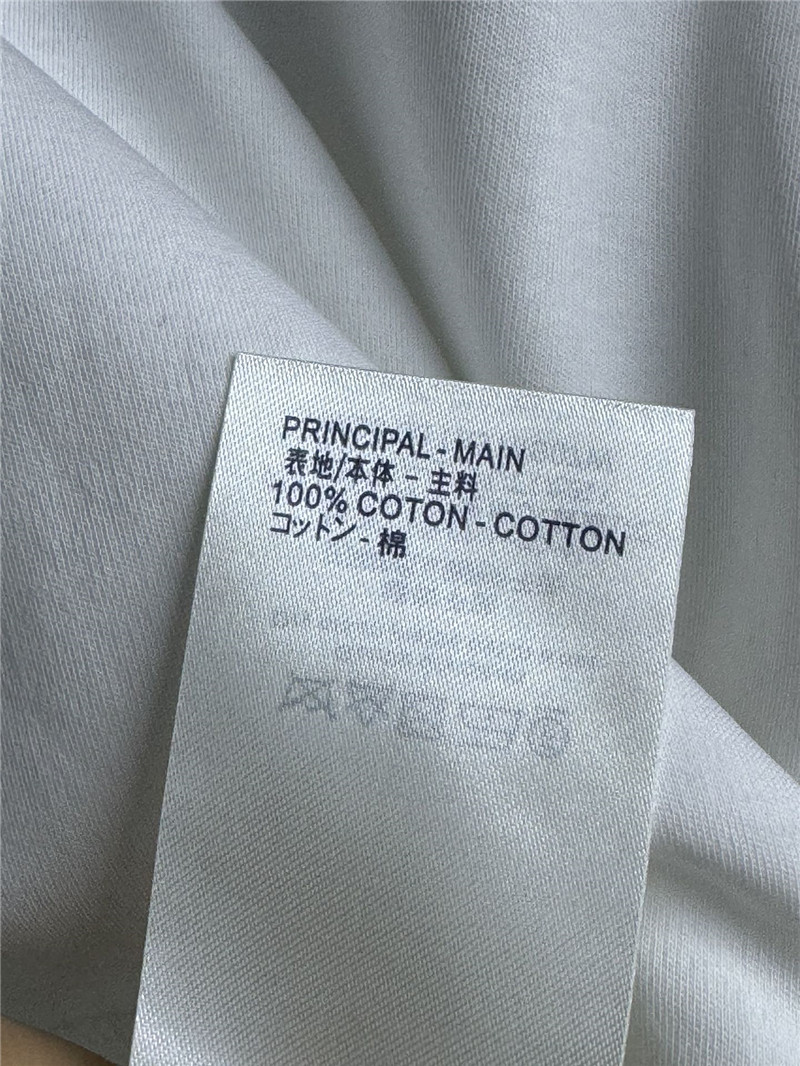 PRINCIPAL - MAIN
表地/本体 - 主料
100% COTON - COTTON
コットン - 棉